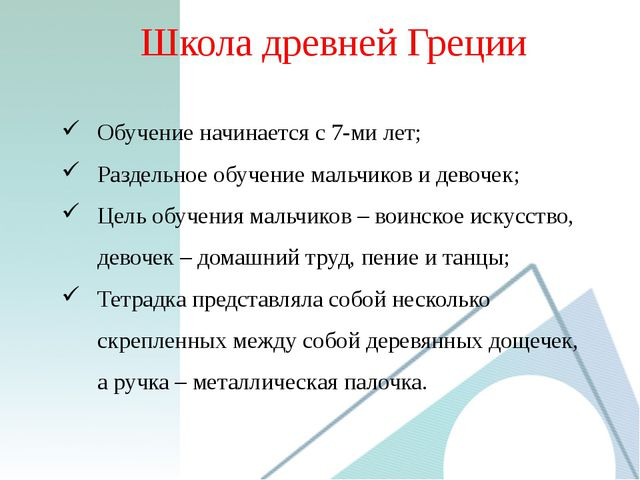 Школа древней Греции
Обучение начинается с 7-ми лет;
Раздельное обучение мальчиков и девочек;
Цель обучения мальчиков – воинское искусство,
девочек – домашний труд, пение и танцы;
Тетрадка представляла собой несколько
скрепленных между собой деревянных дощечек,
а ручка – металлическая палочка.